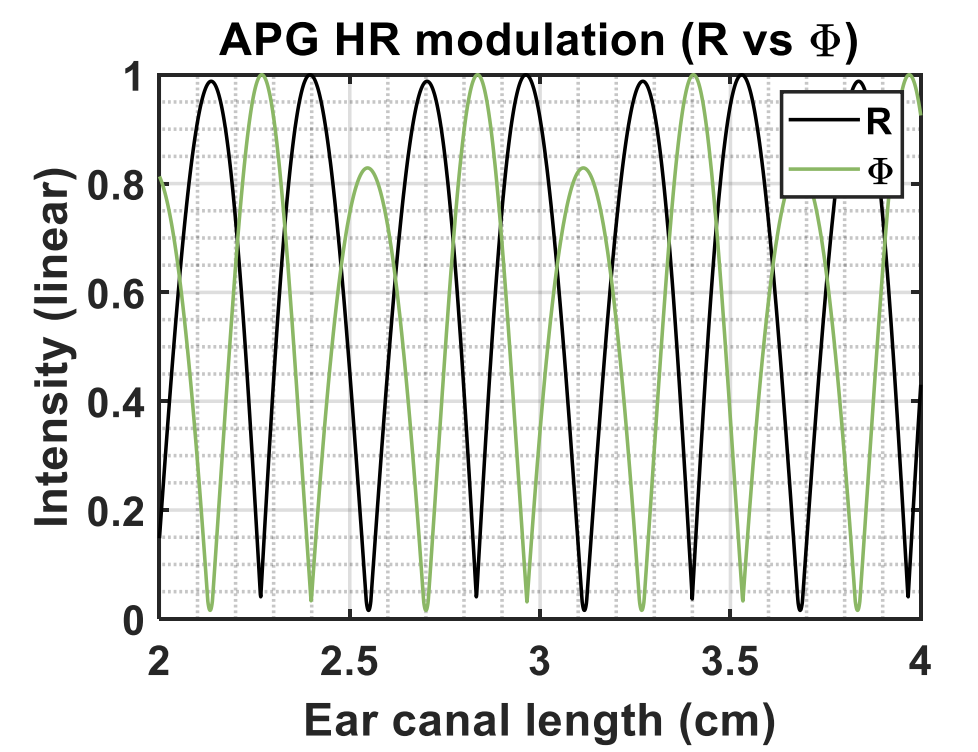 APG HR modulation (R vs Φ)
Intensity (linear)
1
0.8
0.6
0.4
0.2
0
R
Φ
2
2.5
3
3.5
4
Ear canal length (cm)